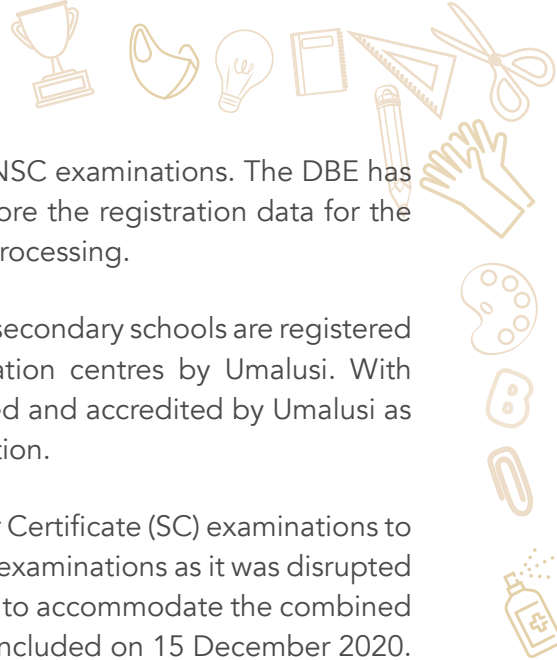 NSC examinations. The DBE has
ore the registration data for the
rocessing.
secondary schools are registered
ation centres by Umalusi. With
ed and accredited by Umalusi as
tion.
r Certificate (SC) examinations to
examinations as it was disrupted
to accommodate the combined
ncluded on 15 December 2020.
B